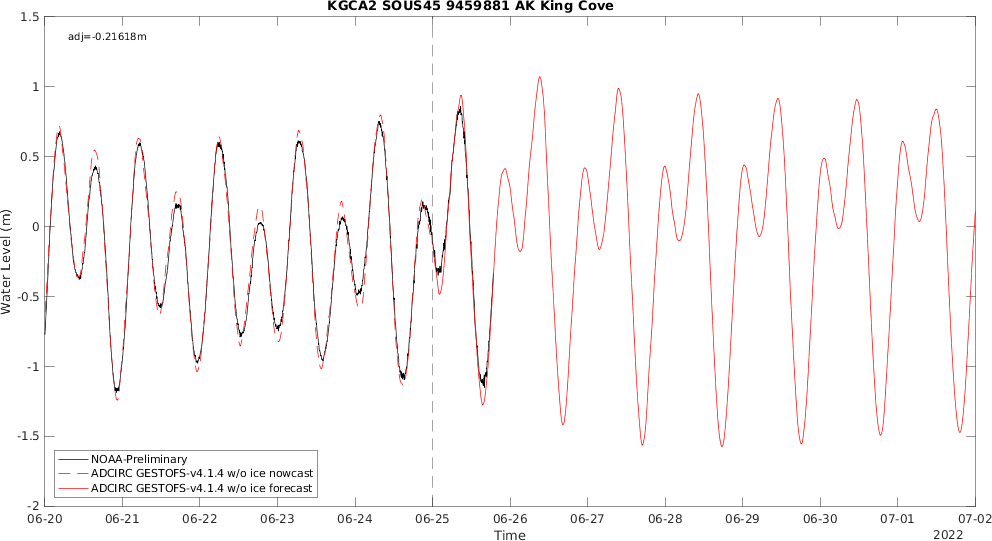 KGCA2 SOUS45 9459881 AK King Cove
adj=-0.21618m
1.5
1
0.5
0
-0.5
-1
-1.5
-2
Water Level (m)
NOAA-Preliminary
ADCIRC GESTOFS-v4.1.4 w/o ice nowcast
ADCIRC GESTOFS-v4.1.4 w/o ice forecast
06-20 06-21 06-22 06-23 06-24 06-25 06-26 06-27 06-28 06-29 06-30 07-01 07-02
Time
2022